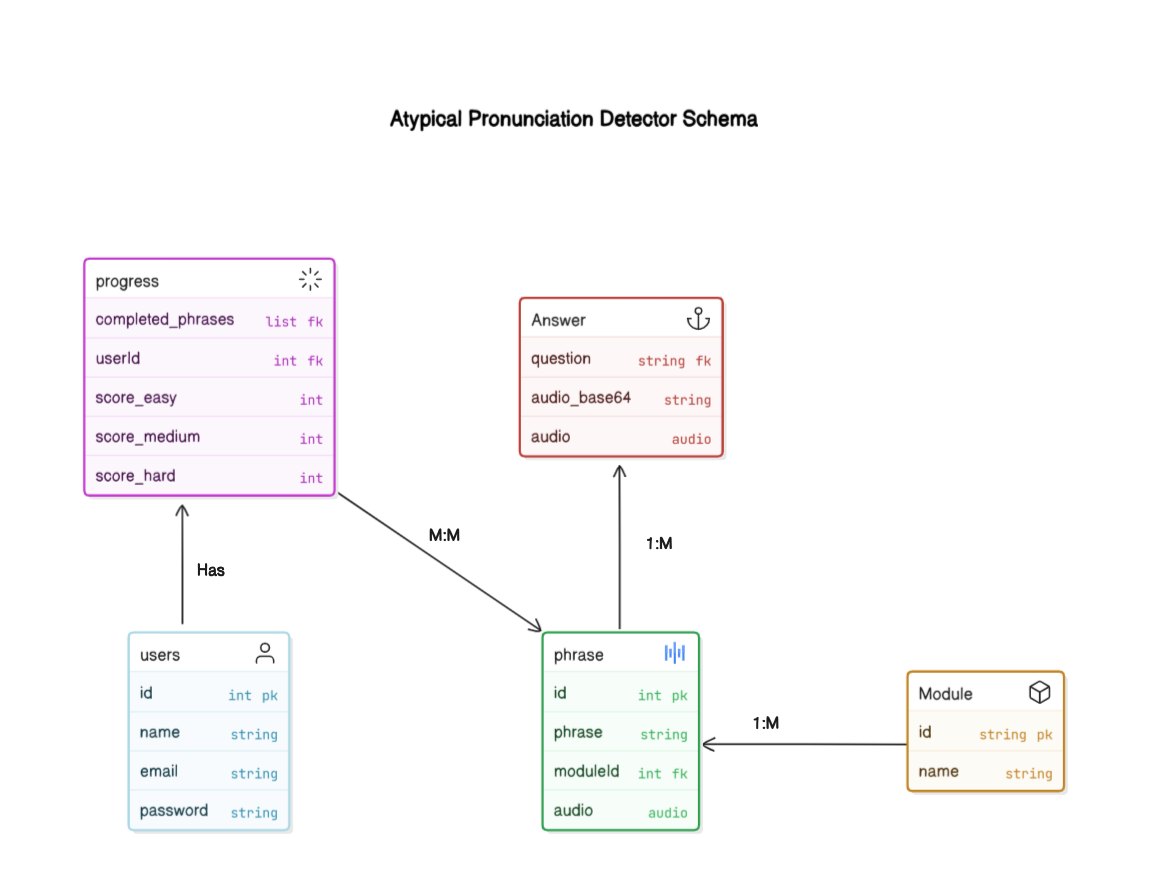 Atypical Pronunciation Detector Schema
progress
completed_phrases list fk
userId int fk
score_easy int
score_medium int
score_hard int
Answer
question string fk
audio_base64 string
audio audio
M:M
1:M
Has
users
id int pk
name string
email string
password string
phrase
id int pk
phrase string
moduleId int fk
audio audio
1:M
Module
id string pk
name string